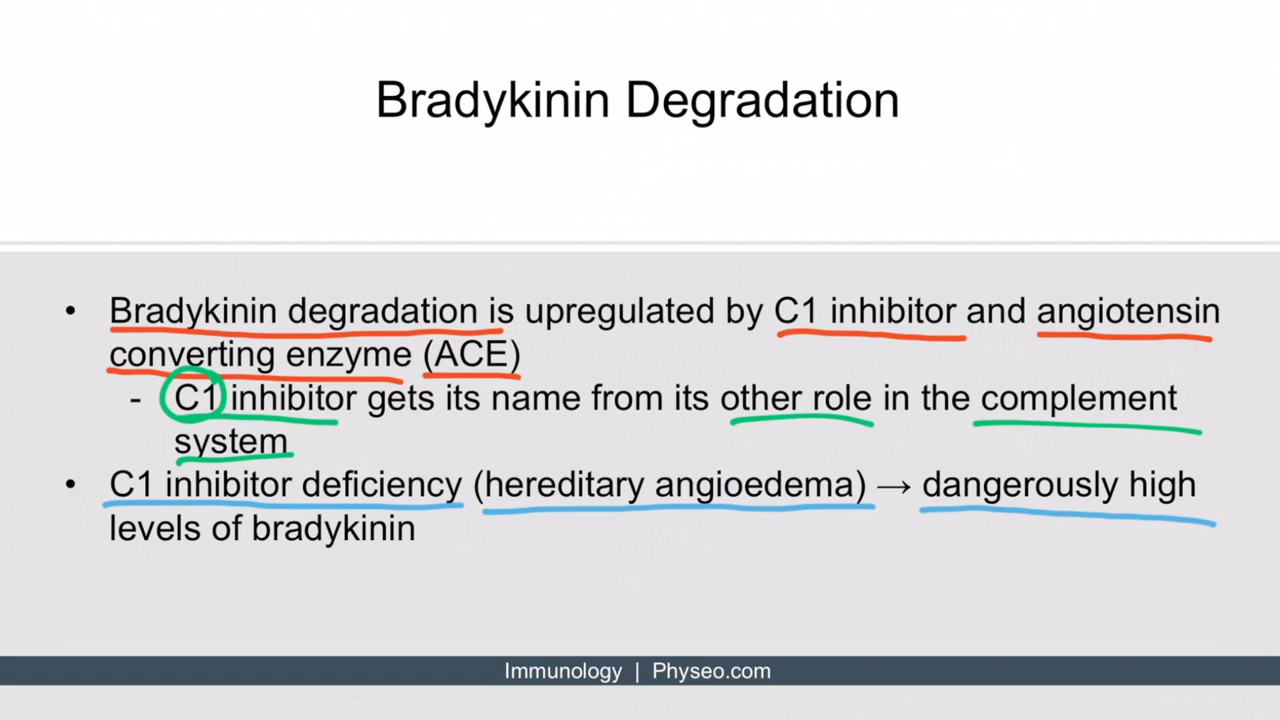 Bradykinin Degradation
• Bradykinin degradation is upregulated by C1 inhibitor and angiotensin
converting enzyme (ACE)
- C1 inhibitor gets its name from its other role in the complement
system
• C1 inhibitor deficiency (hereditary angioedema) → dangerously high
levels of bradykinin
Immunology | Physeo.com